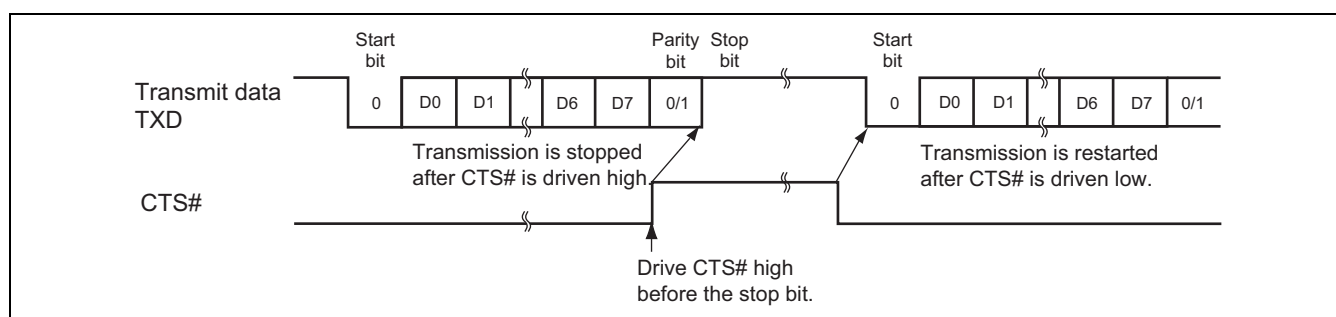 Start bit
Parity bit
Stop bit
Start bit
Transmit data TXD
0 D0 D1 D6 D7 0/1
0 D0 D1 D6 D7 0/1
Transmission is stopped
after CTS# is driven high.
Transmission is restarted
after CTS# is driven low.
CTS#
Drive CTS# high
before the stop bit.